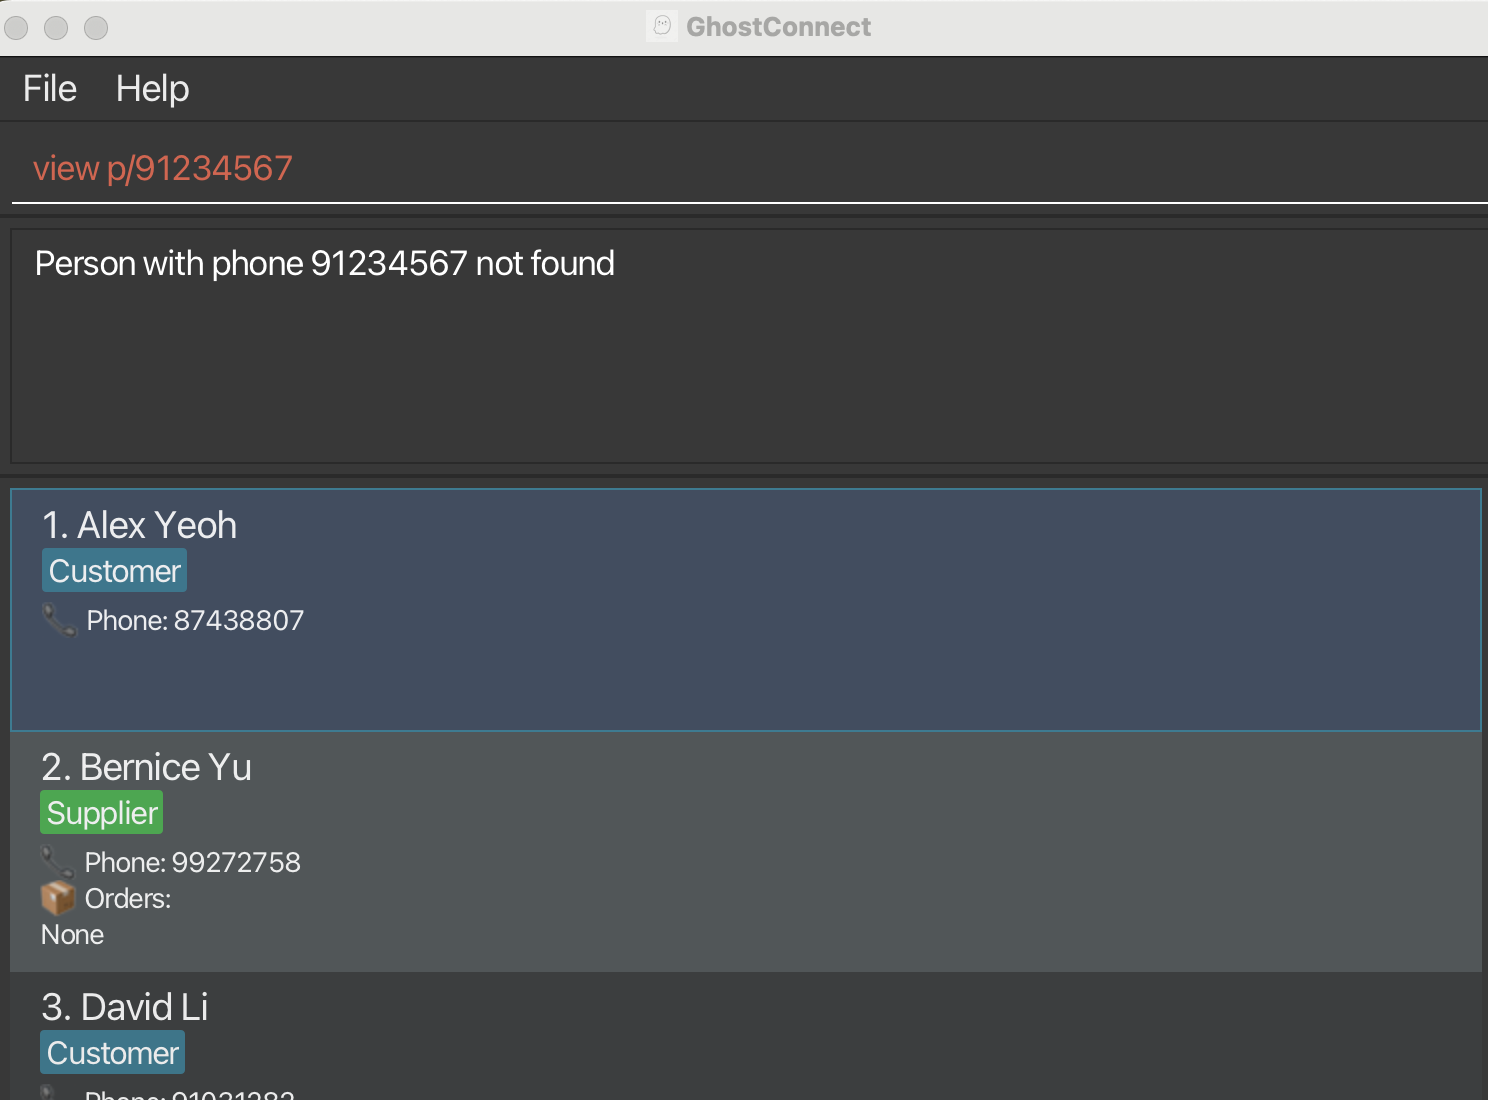 GhostConnect
File Help
view p/91234567
Person with phone 91234567 not found
1. Alex Yeoh
Customer
Phone: 87438807
2. Bernice Yu
Supplier
Phone: 99272758
Orders:
None
3. David Li
Customer
Phone: 91031282